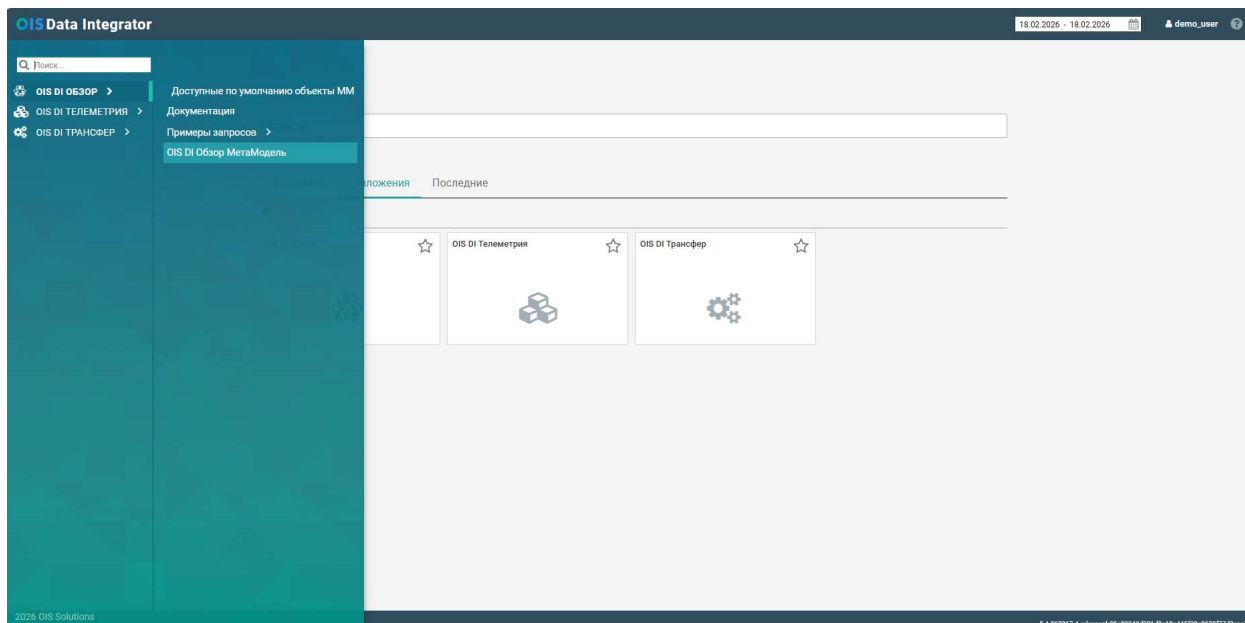 OIS Data Integrator
18.02.2026 - 18.02.2026
demo_user
Поиск...
OIS DI ОБЗОР >
OIS DI ТЕЛЕМЕТРИЯ >
OIS DI ТРАНСФЕР >
Доступные по умолчанию объекты ММ
Документация
Примеры запросов >
OIS DI Обзор МетаМодель
ложения
Последние
OIS DI Телеметрия
OIS DI Трансфер
2026 OIS Solutions